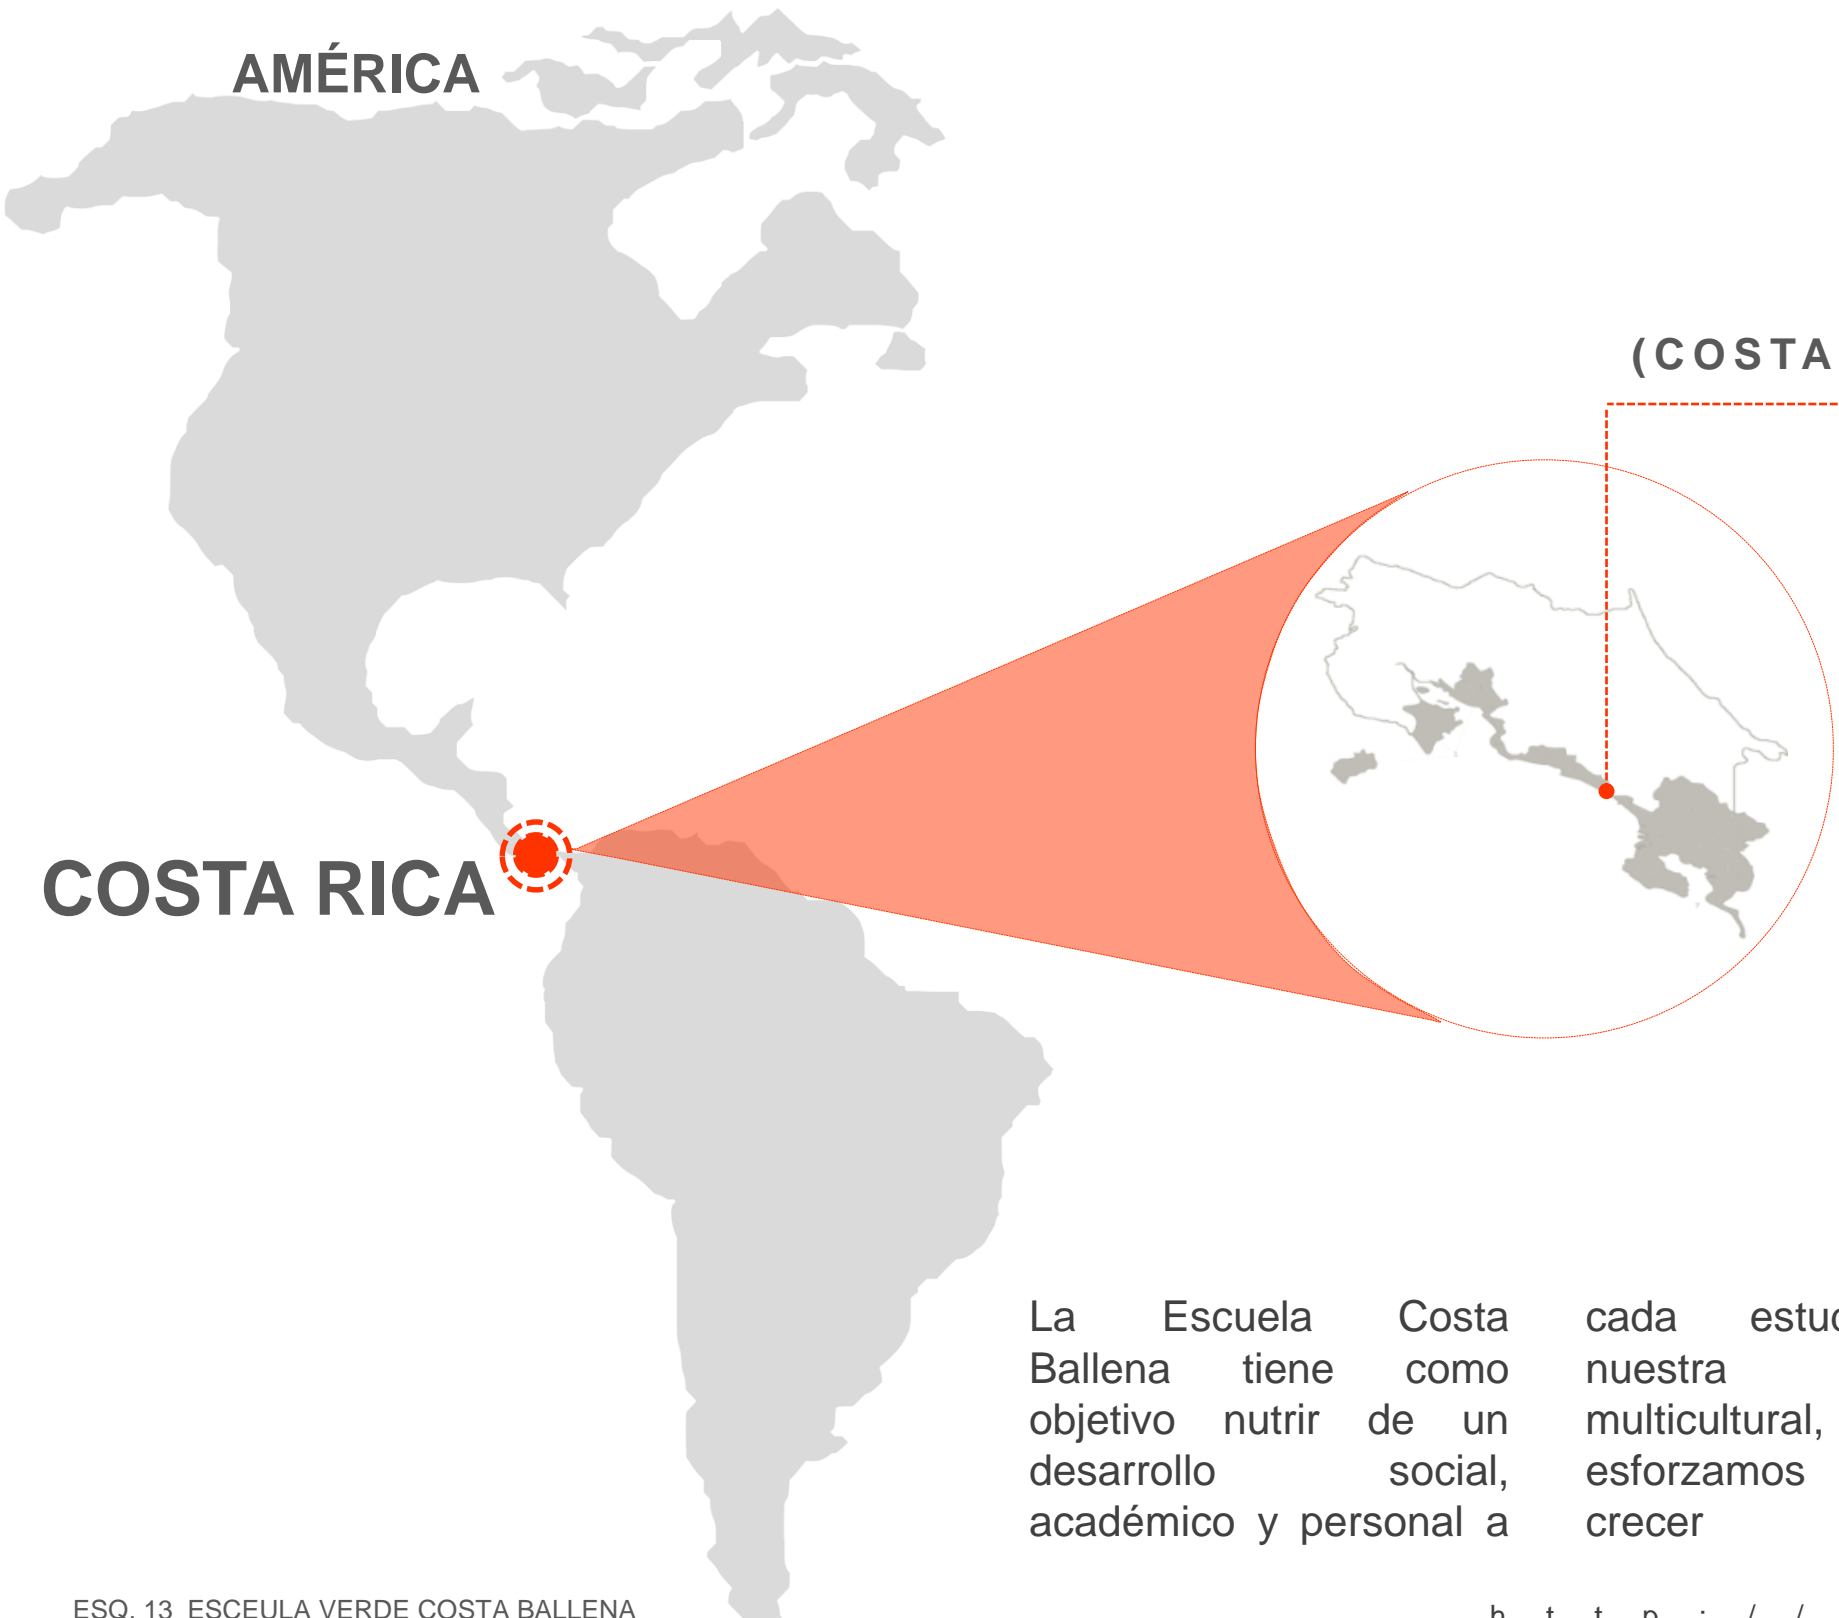 AMÉRICA
(COSTA
COSTA RICA
La Escuela Costa
Ballena tiene como
objetivo nutrir de un
desarrollo social,
académico y personal a
cada
nuestra
multicultural,
esforzamos
crecer
ESQ. 13 ESCEULA VERDE COSTA BALLENA
h t t p : / /